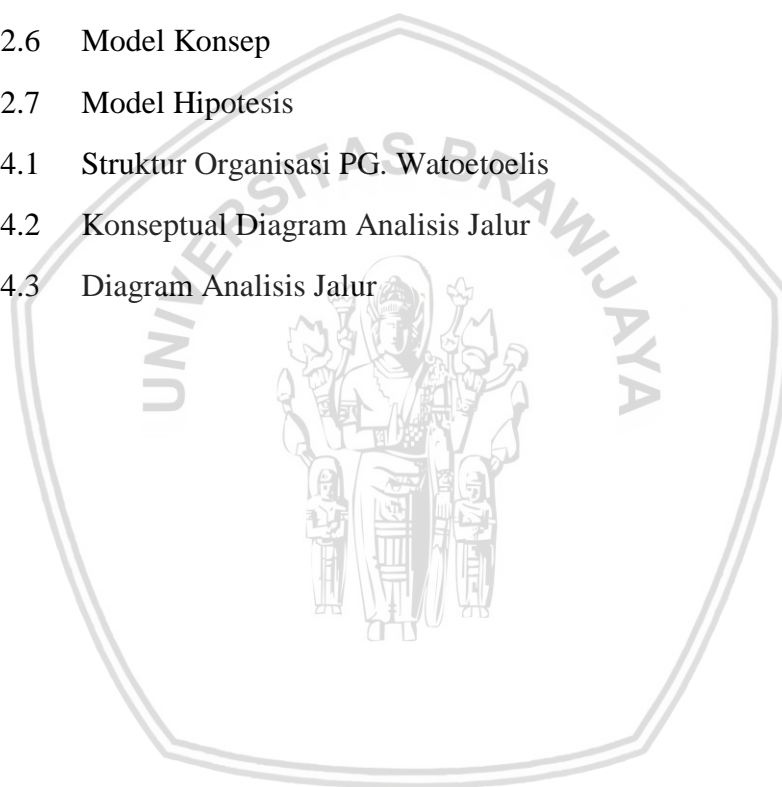 2.6 Model Konsep
2.7 Model Hipotesis
4.1 Struktur Organisasi PG. Watoetoelis
4.2 Konseptual Diagram Analisis Jalur
4.3 Diagram Analisis Jalur
UNIVERSITAS BRAWIJAYA